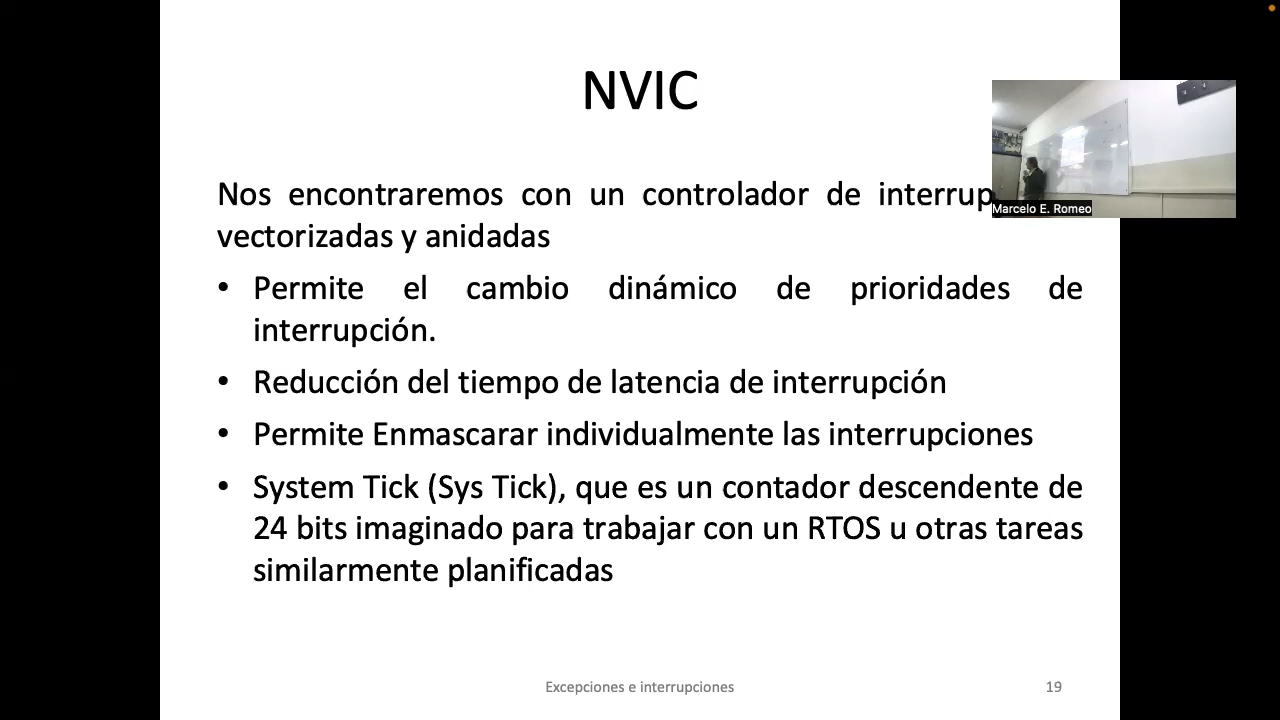 NVIC
Nos encontraremos con un controlador de interrup
vectorizadas y anidadas
• Permite el cambio dinámico de prioridades de
interrupción.
• Reducción del tiempo de latencia de interrupción
• Permite Enmascarar individualmente las interrupciones
• System Tick (Sys Tick), que es un contador descendente de
24 bits imaginado para trabajar con un RTOS u otras tareas
similarmente planificadas
Marcelo E. Romeo
Excepciones e interrupciones
19